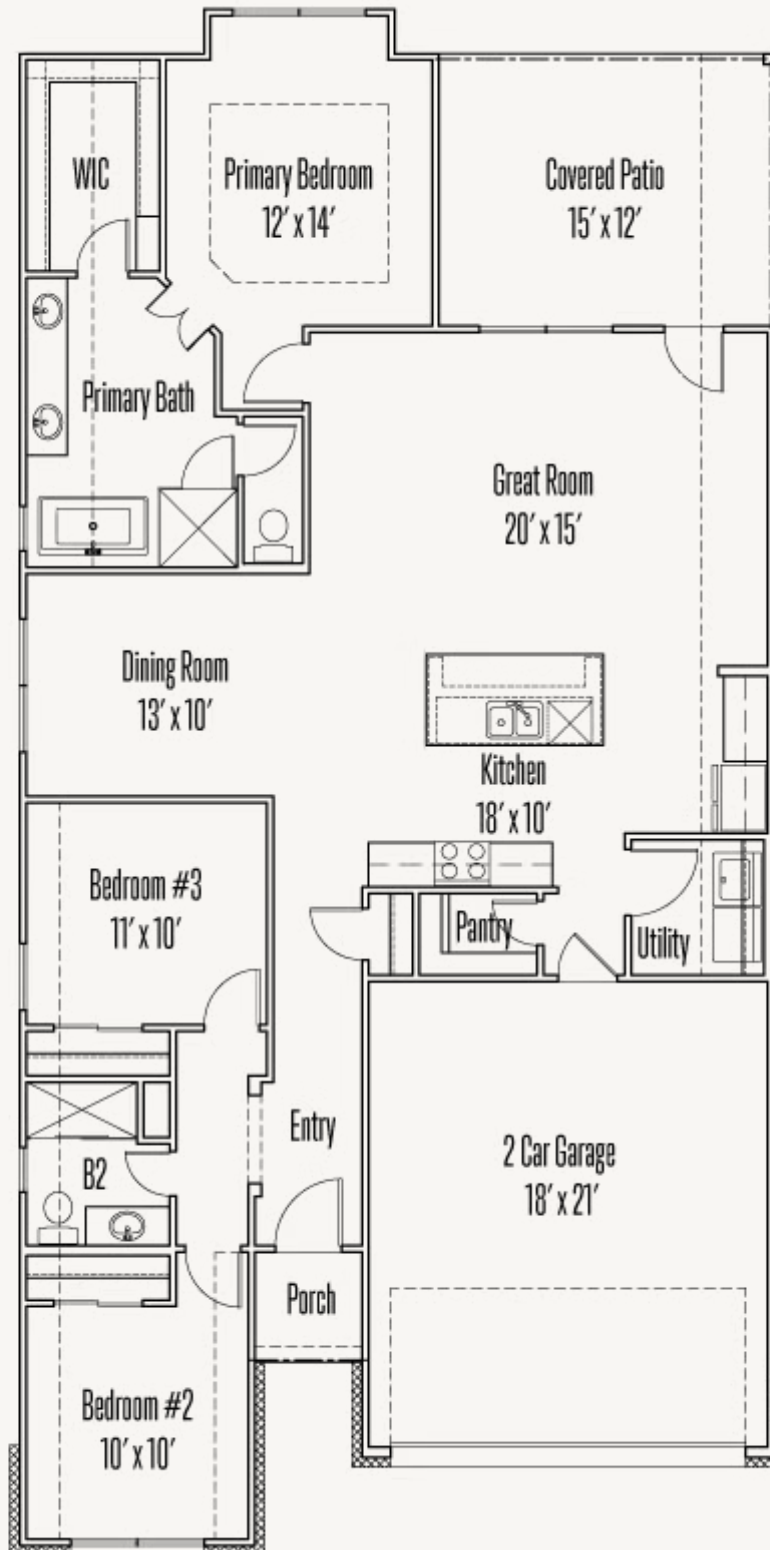 WIC
Primary Bedroom
12′ x 14′
Covered Patio
15′ x 12′
Primary Bath
Great Room
20′ x 15′
Dining Room
13′ x 10′
Kitchen
18′ x 10′
Bedroom #3
11′ x 10′
Pantry
Utility
Entry
B2
2 Car Garage
18′ x 21′
Porch
Bedroom #2
10′ x 10′